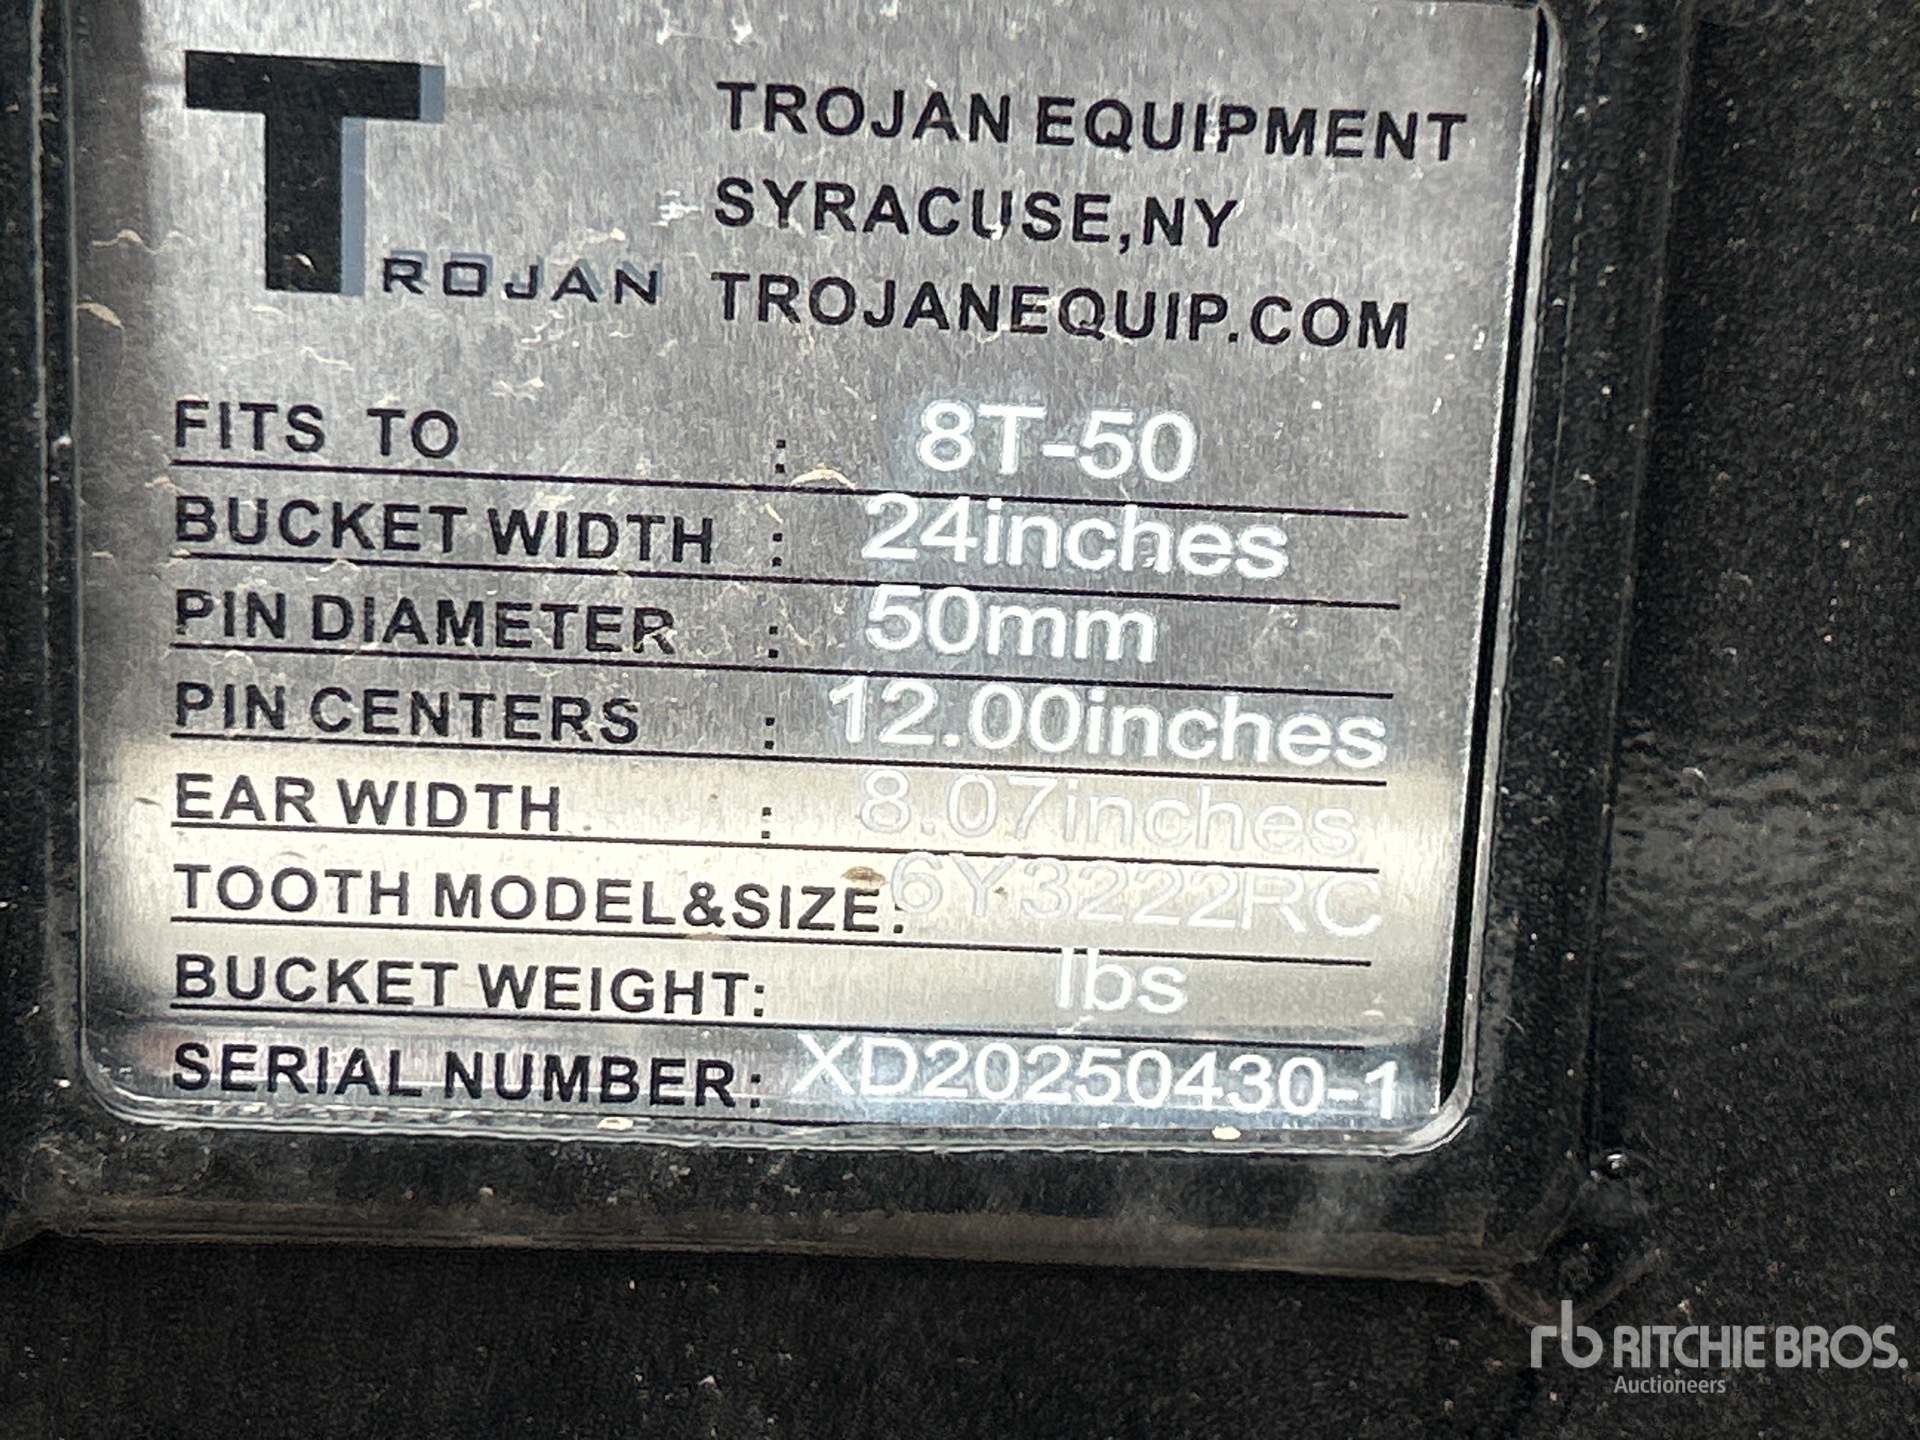 TROJAN
TROJAN EQUIPMENT
SYRACUSE,NY
TROJANEQUIP.COM
FITS TO : 8T-50
BUCKET WIDTH : 24inches
PIN DIAMETER : 50mm
PIN CENTERS : 12.00inches
EAR WIDTH : 8.07inches
TOOTH MODEL&SIZE: 6Y3222RC
BUCKET WEIGHT: lbs
SERIAL NUMBER: XD20250430-1
rb RITCHIE BROS.
Auctioneers